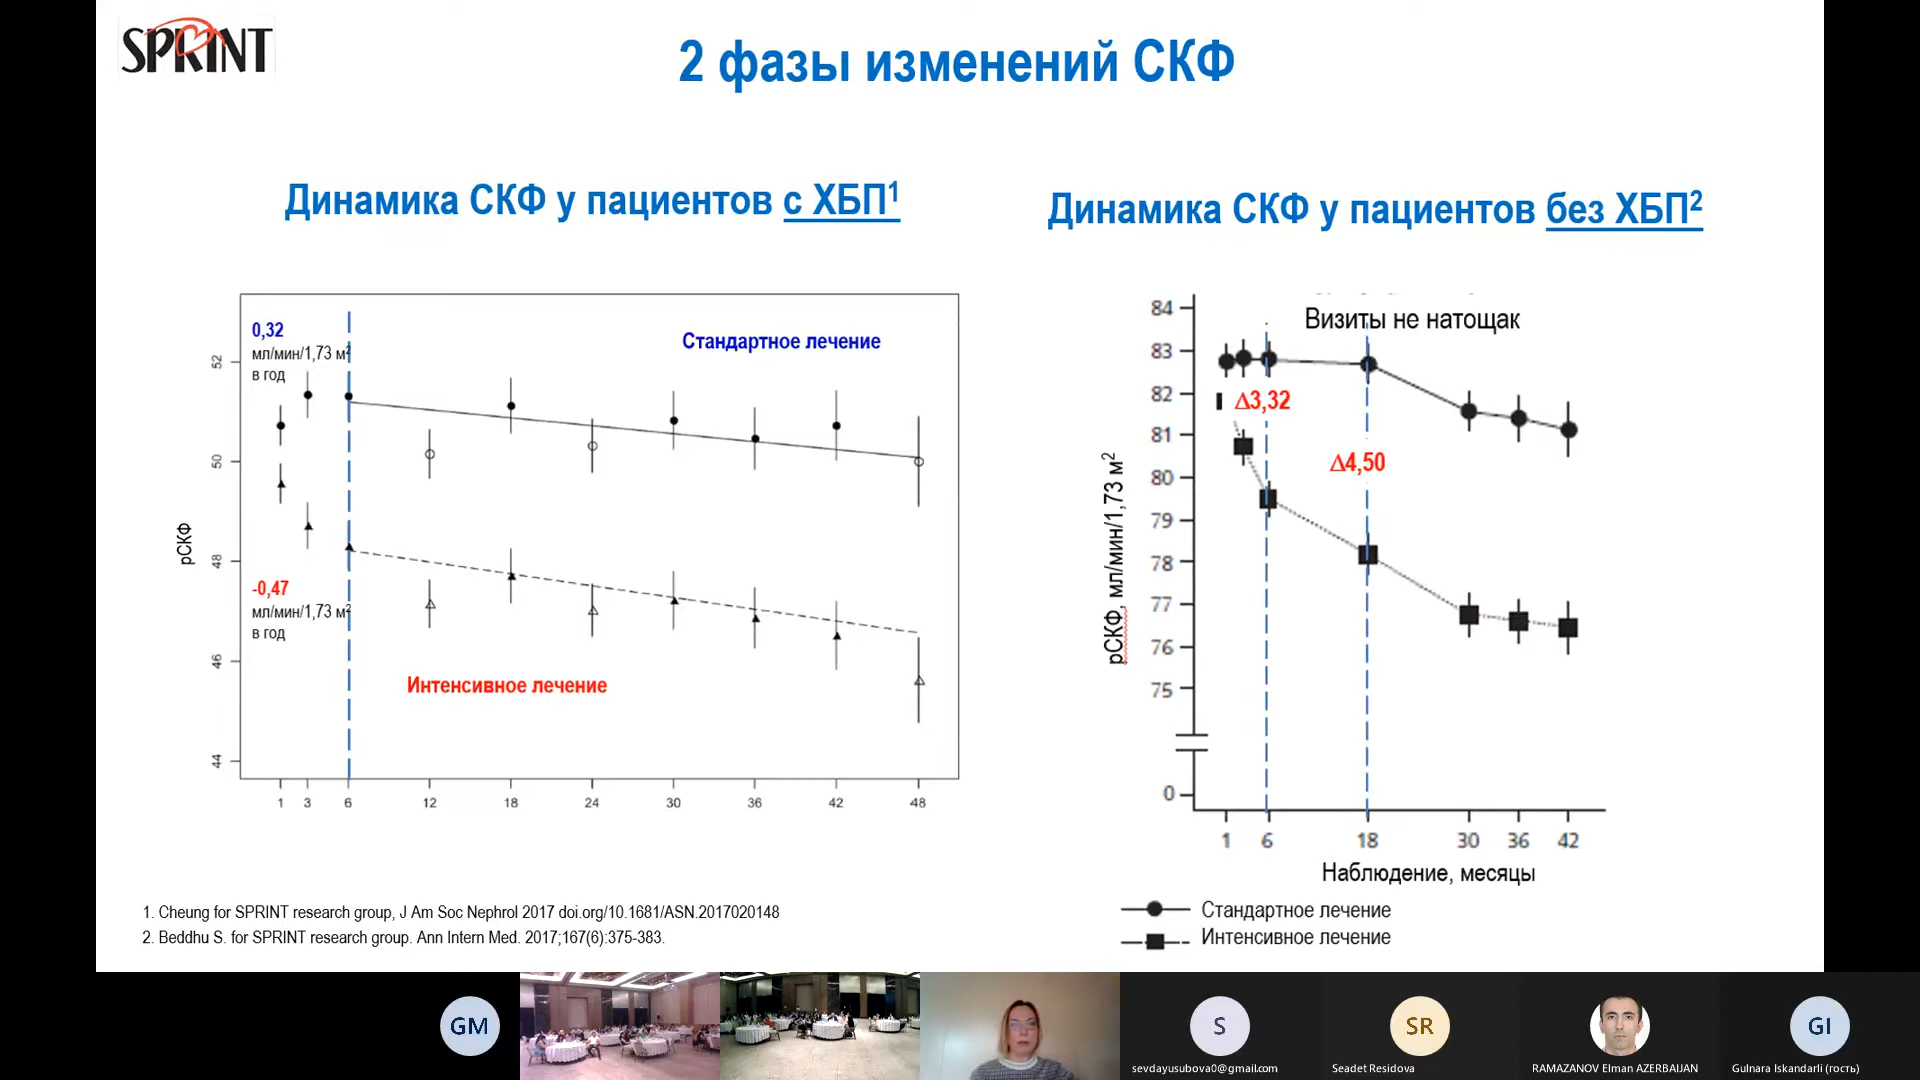 SPRINT
2 фазы изменений СКФ
Динамика СКФ у пациентов с ХБП¹
0,32
мл/мин/1,73 м²
в год
Стандартное лечение
-0,47
мл/мин/1,73 м²
в год
Интенсивное лечение
рСКФ
52
50
48
46
44
1 3 6 12 18 24 30 36 42 48
Динамика СКФ у пациентов без ХБП²
Визиты не натощак
Δ3,32
Δ4,50
рСКФ, мл/мин/1,73 м²
84
83
82
81
80
79
78
77
76
75
0
1 6 18 30 36 42
Наблюдение, месяцы
Стандартное лечение
Интенсивное лечение
1. Cheung for SPRINT research group, J Am Soc Nephrol 2017 doi.org/10.1681/ASN.2017020148
2. Beddhu S. for SPRINT research group. Ann Intern Med. 2017;167(6):375-383.
GM
S
SR
GI
sevdayusubova0@gmail.com
Seadet Residova
RAMAZANOV Elman AZERBAIJAN
Gulnara Iskandarli (гость)